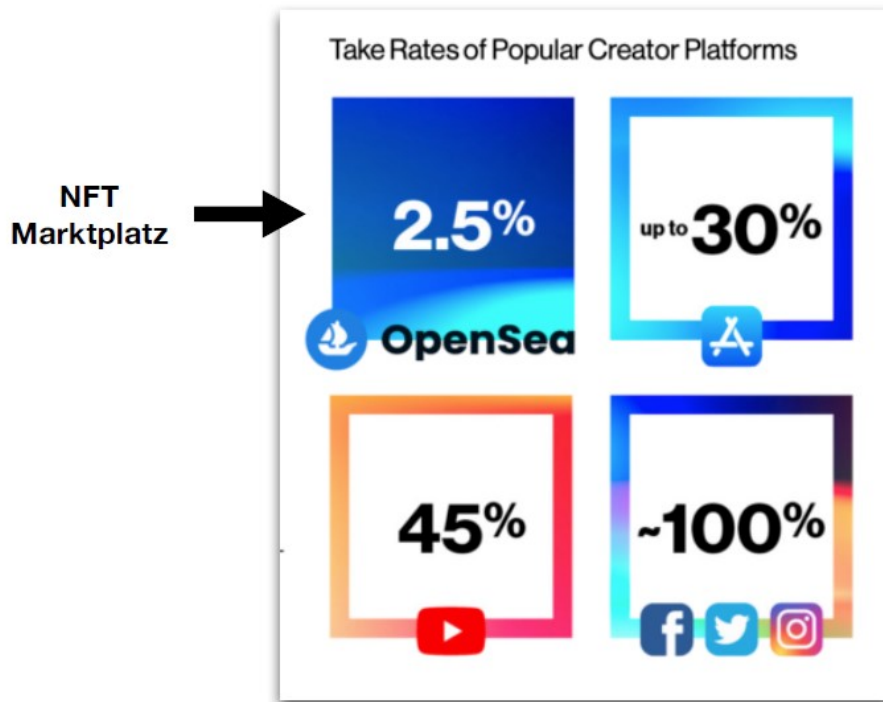 Take Rates of Popular Creator Platforms
NFT
Marktplatz
2.5%
up to 30%
OpenSea
45%
~100%